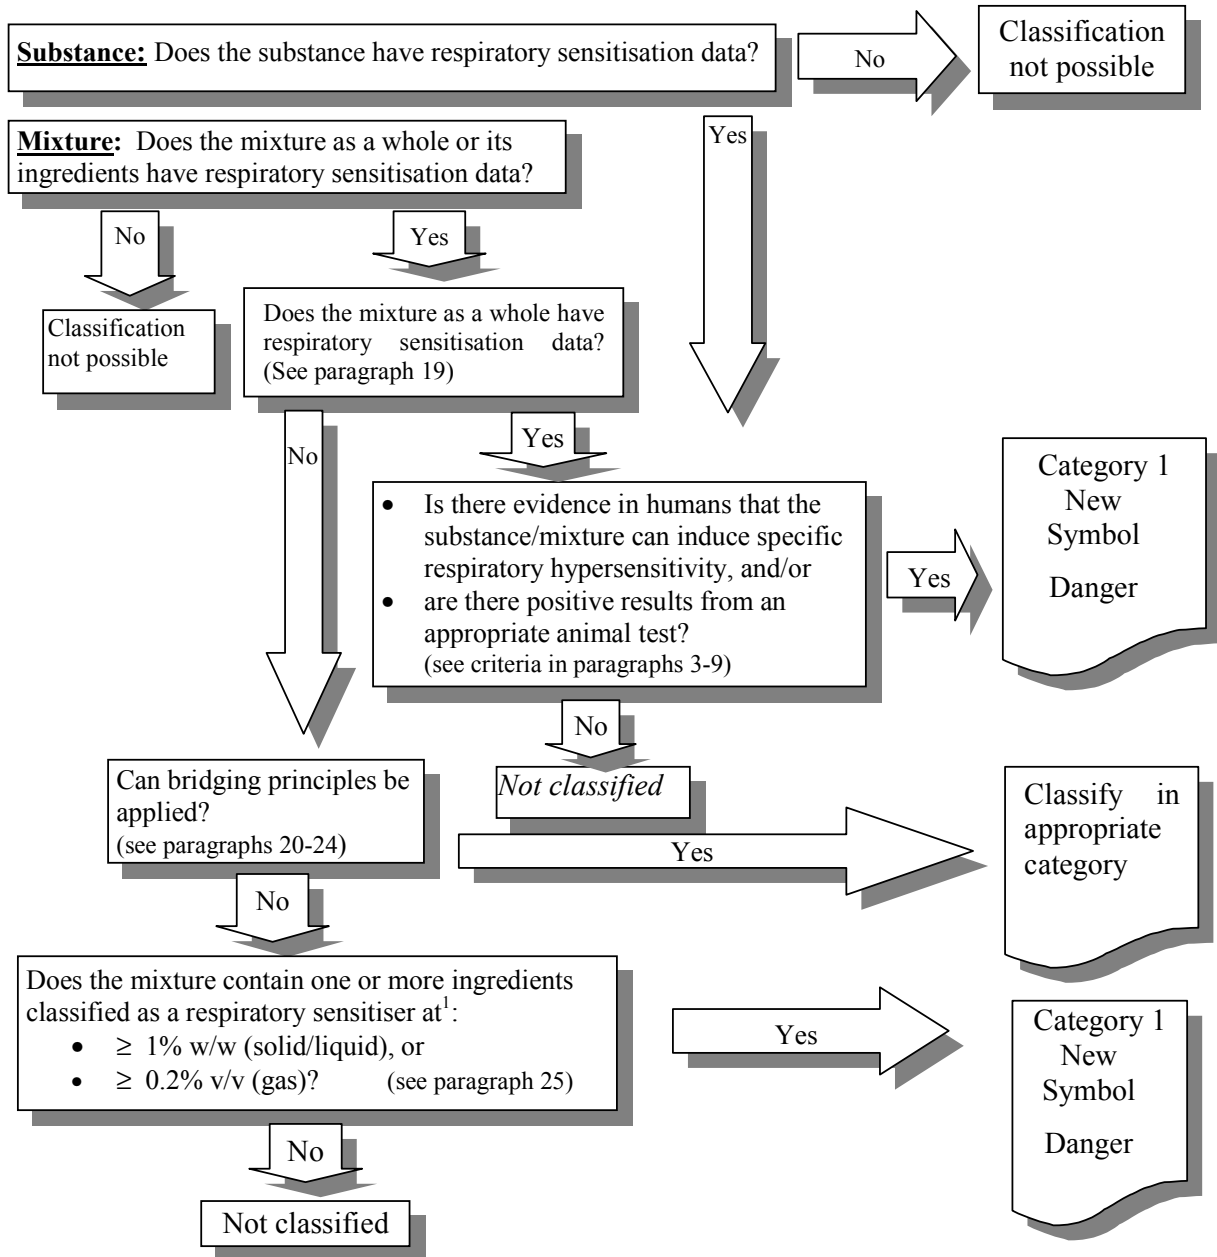 Substance: Does the substance have respiratory sensitisation data?
No
Classification
not possible
Mixture: Does the mixture as a whole or its
ingredients have respiratory sensitisation data?
Yes
No
Yes
Classification
not possible
Does the mixture as a whole have
respiratory sensitisation data?
(See paragraph 19)
No
Yes
• Is there evidence in humans that the
substance/mixture can induce specific
respiratory hypersensitivity, and/or
• are there positive results from an
appropriate animal test?
(see criteria in paragraphs 3-9)
Yes
Category 1
New
Symbol
Danger
No
Not classified
Can bridging principles be
applied?
(see paragraphs 20-24)
Yes
Classify in
appropriate
category
No
Does the mixture contain one or more ingredients
classified as a respiratory sensitiser at1:
• ≥ 1% w/w (solid/liquid), or
• ≥ 0.2% v/v (gas)? (see paragraph 25)
Yes
Category 1
New
Symbol
Danger
No
Not classified